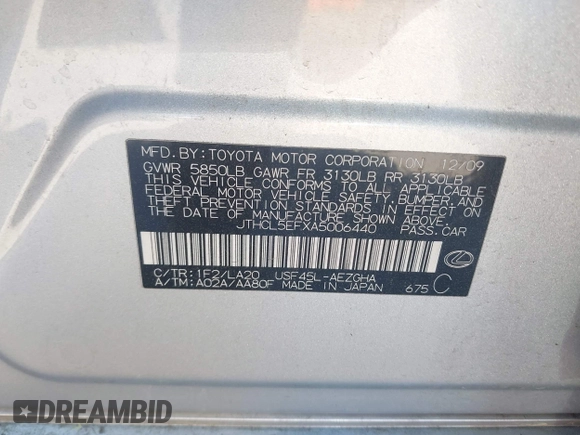 MFD.BY: TOYOTA MOTOR CORPORATION 12/09
GVWR 5850LB GAWR FR 3130LB RR 3130LB
THIS VEHICLE CONFORMS TO ALL APPLICABLE
FEDERAL MOTOR VEHICLE SAFETY, BUMPER, AND
THEFT PREVENTION STANDARDS IN EFFECT ON
THE DATE OF MANUFACTURE SHOWN ABOVE.
JTHCL5EFXA5006440 PASS.CAR
C/TR: 1F2/LA20 USF45L-AEZGHA
A/TM: A02A/AA80F MADE IN JAPAN 675 C
DREAMBID